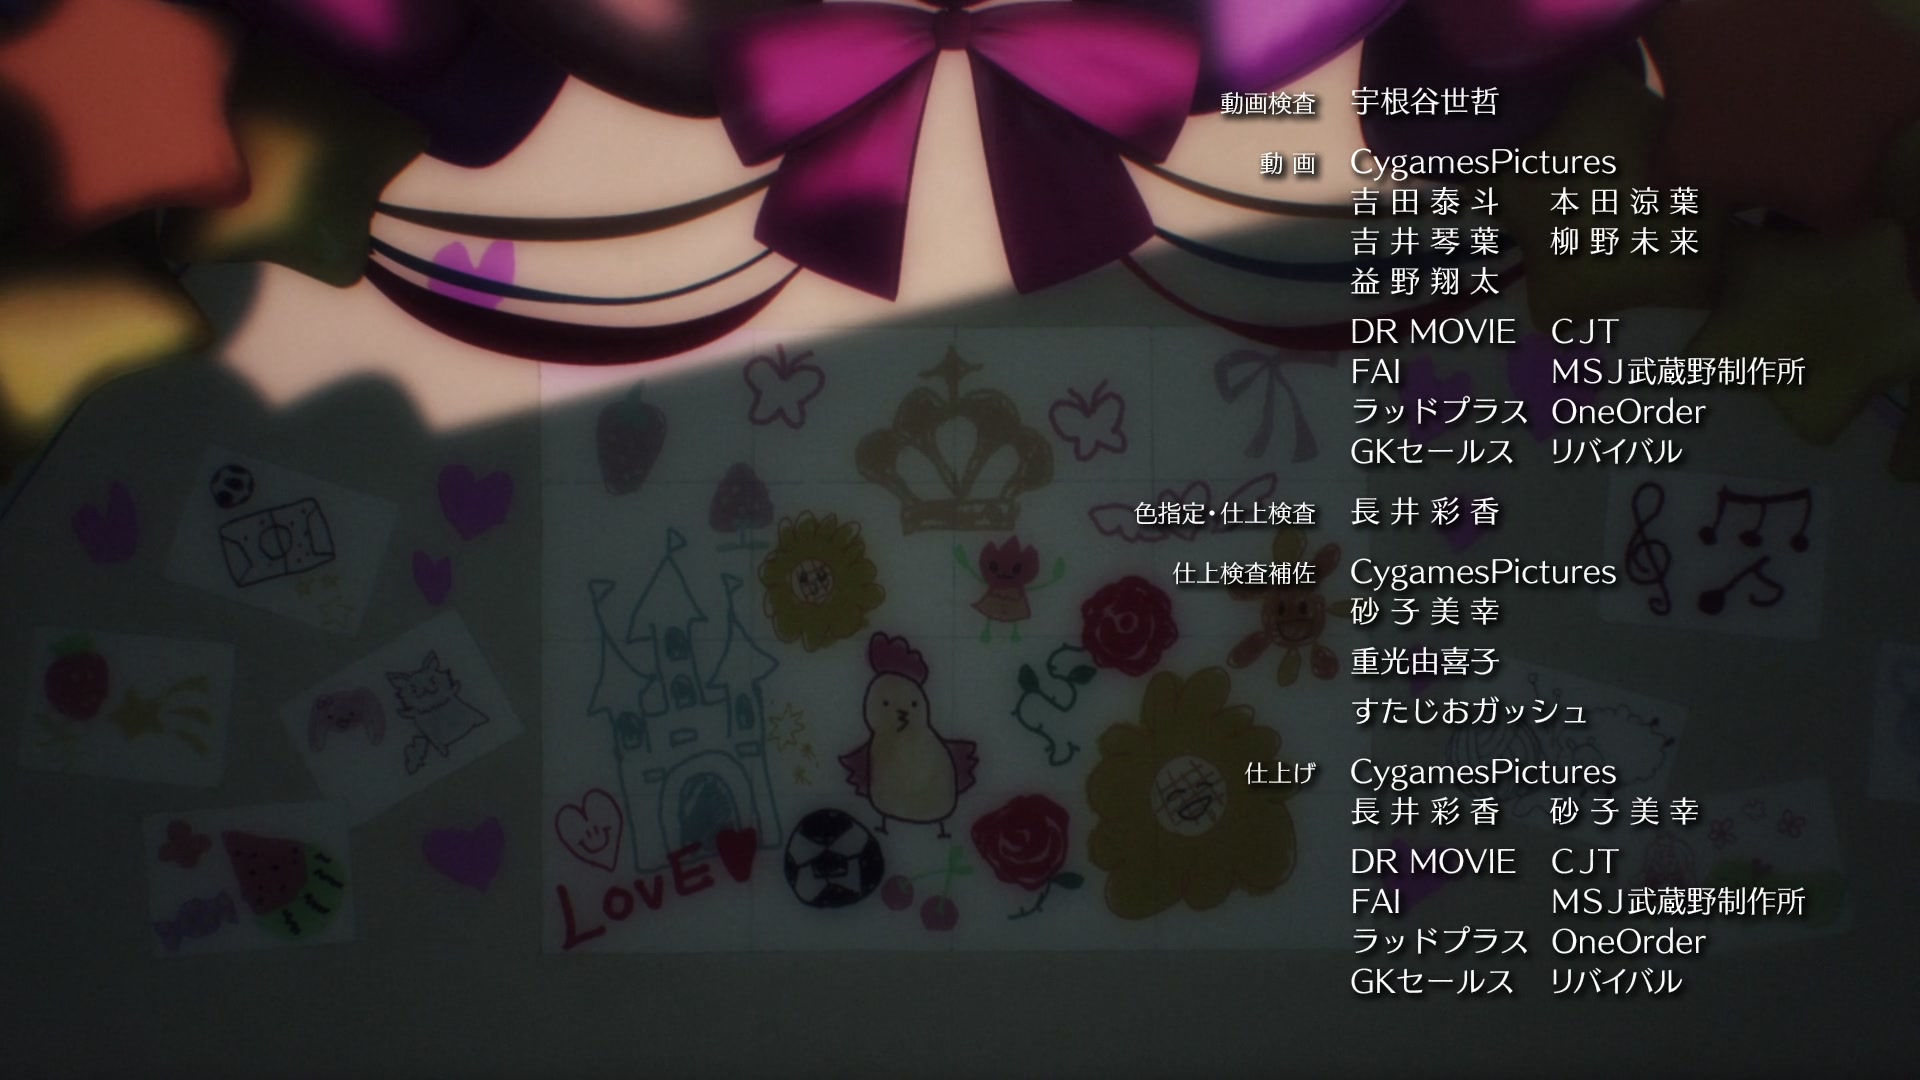 動画検査 宇根谷世哲
動画 CygamesPictures
吉田泰斗 本田涼葉
吉井琴葉 柳野未来
益野翔太
DR MOVIE CJT
FAI MSJ武蔵野制作所
ラッドプラス OneOrder
GKセールス リバイバル
色指定・仕上検査 長井彩香
仕上検査補佐 CygamesPictures
砂子美幸
重光由喜子
すたじおガッシュ
仕上げ CygamesPictures
長井彩香 砂子美幸
DR MOVIE CJT
FAI MSJ武蔵野制作所
ラッドプラス OneOrder
GKセールス リバイバル
LOVE